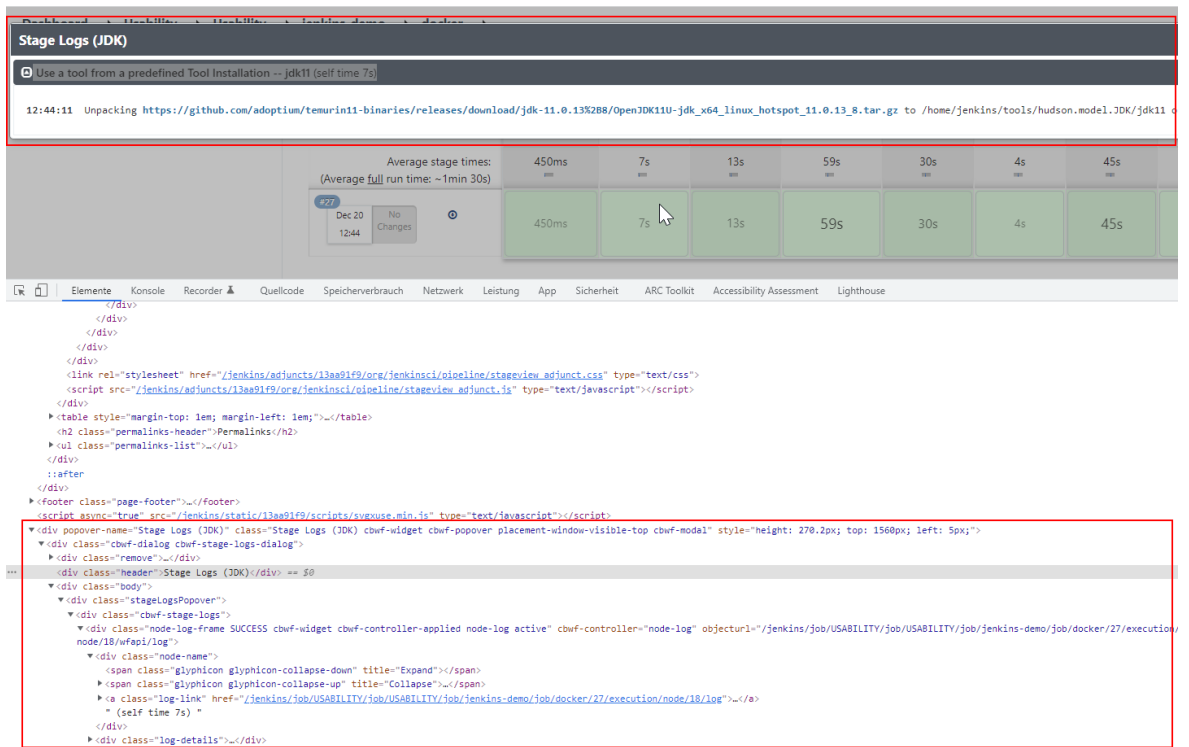 Dashboard > Usability > Usability > jenkins-demo > docker >
Stage Logs (JDK)
Use a tool from a predefined Tool Installation -- jdk11 (self time 7s)
12:44:11 Unpacking https://github.com/adoptium/temurin11-binaries/releases/download/jdk-11.0.13%2B8/OpenJDK11U-jdk_x64_linux_hotspot_11.0.13_8.tar.gz to /home/jenkins/tools/hudson.model.JDK/jdk11
Average stage times: 450ms 7s 13s 59s 30s 4s 45s
(Average full run time: ~1min 30s)
#27
Dec 20 No
12:44 Changes
450ms 7s 13s 59s 30s 4s 45s
Elemente Konsole Recorder Quellcode Speicherverbrauch Netzwerk Leistung App Sicherheit ARC Toolkit Accessibility Assessment Lighthouse
</div>
</div>
</div>
</div>
</div>
<link rel="stylesheet" href="/jenkins/adjuncts/13aa91f9/org/jenkinsci/pipeline/stageview_adjunct.css" type="text/css">
<script src="/jenkins/adjuncts/13aa91f9/org/jenkinsci/pipeline/stageview_adjunct.js" type="text/javascript"></script>
</div>
<table style="margin-top: 1em; margin-left: 1em;">…</table>
<h2 class="permalinks-header">Permalinks</h2>
<ul class="permalinks-list">…</ul>
</div>
::after
</div>
<footer class="page-footer">…</footer>
<script async="true" src="/jenkins/static/13aa91f9/scripts/svgxuse.min.js" type="text/javascript"></script>
<div popover-name="Stage Logs (JDK)" class="Stage Logs (JDK) cbwf-widget cbwf-popover placement-window-visible-top cbwf-modal" style="height: 270.2px; top: 1560px; left: 5px;">
<div class="cbwf-dialog cbwf-stage-logs-dialog">
<div class="remove">…</div>
... <div class="header">Stage Logs (JDK)</div> == $0
<div class="body">
<div class="stageLogsPopover">
<div class="cbwf-stage-logs">
<div class="node-log-frame SUCCESS cbwf-widget cbwf-controller-applied node-log active" cbwf-controller="node-log" objecturl="/jenkins/job/USABILITY/job/USABILITY/job/jenkins-demo/job/docker/27/execution/
node/18/wfapi/log">
<div class="node-name">
<span class="glyphicon glyphicon-collapse-down" title="Expand"></span>
<span class="glyphicon glyphicon-collapse-up" title="Collapse">…</span>
<a class="log-link" href="/jenkins/job/USABILITY/job/USABILITY/job/jenkins-demo/job/docker/27/execution/node/18/log">…</a>
" (self time 7s) "
</div>
<div class="log-details">…</div>